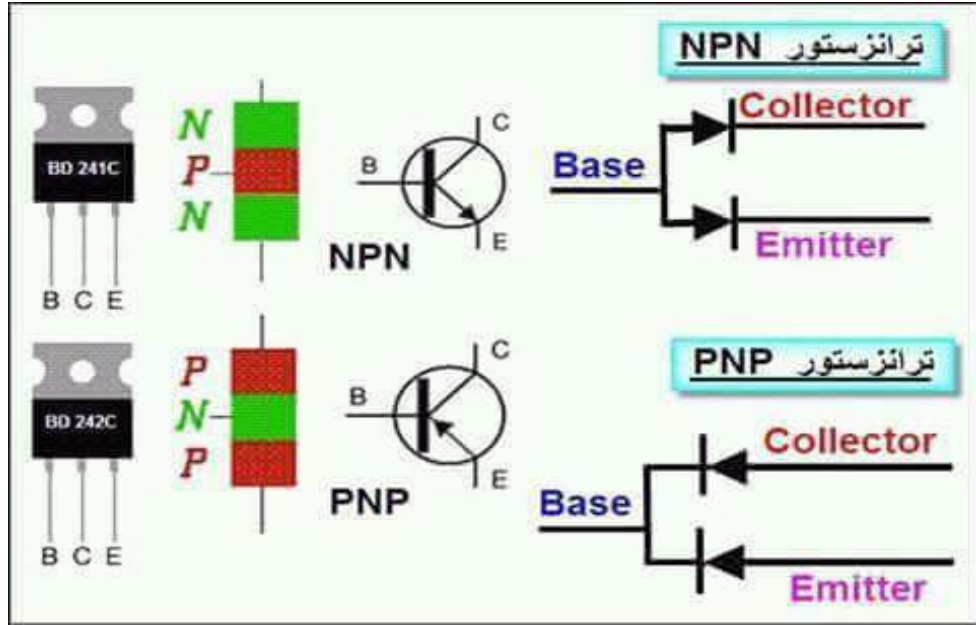 ترانزستور NPN
BD 241C
B C E
N
P
N
B
C
E
NPN
Base
Collector
Emitter
ترانزستور PNP
BD 242C
B C E
P
N
P
B
C
E
PNP
Base
Collector
Emitter